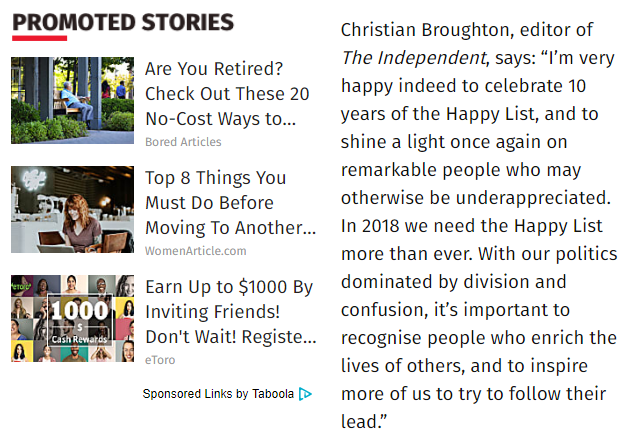 PROMOTED STORIES
Are You Retired?
Check Out These 20
No-Cost Ways to...
Bored Articles
Top 8 Things You
Must Do Before
Moving To Another...
WomenArticle.com
eToro
1000
$
Cash Rewards
Earn Up to $1000 By
Inviting Friends!
Don't Wait! Registe...
eToro
Sponsored Links by Taboola
Christian Broughton, editor of
The Independent, says: “I’m very
happy indeed to celebrate 10
years of the Happy List, and to
shine a light once again on
remarkable people who may
otherwise be underappreciated.
In 2018 we need the Happy List
more than ever. With our politics
dominated by division and
confusion, it’s important to
recognise people who enrich the
lives of others, and to inspire
more of us to try to follow their
lead.”